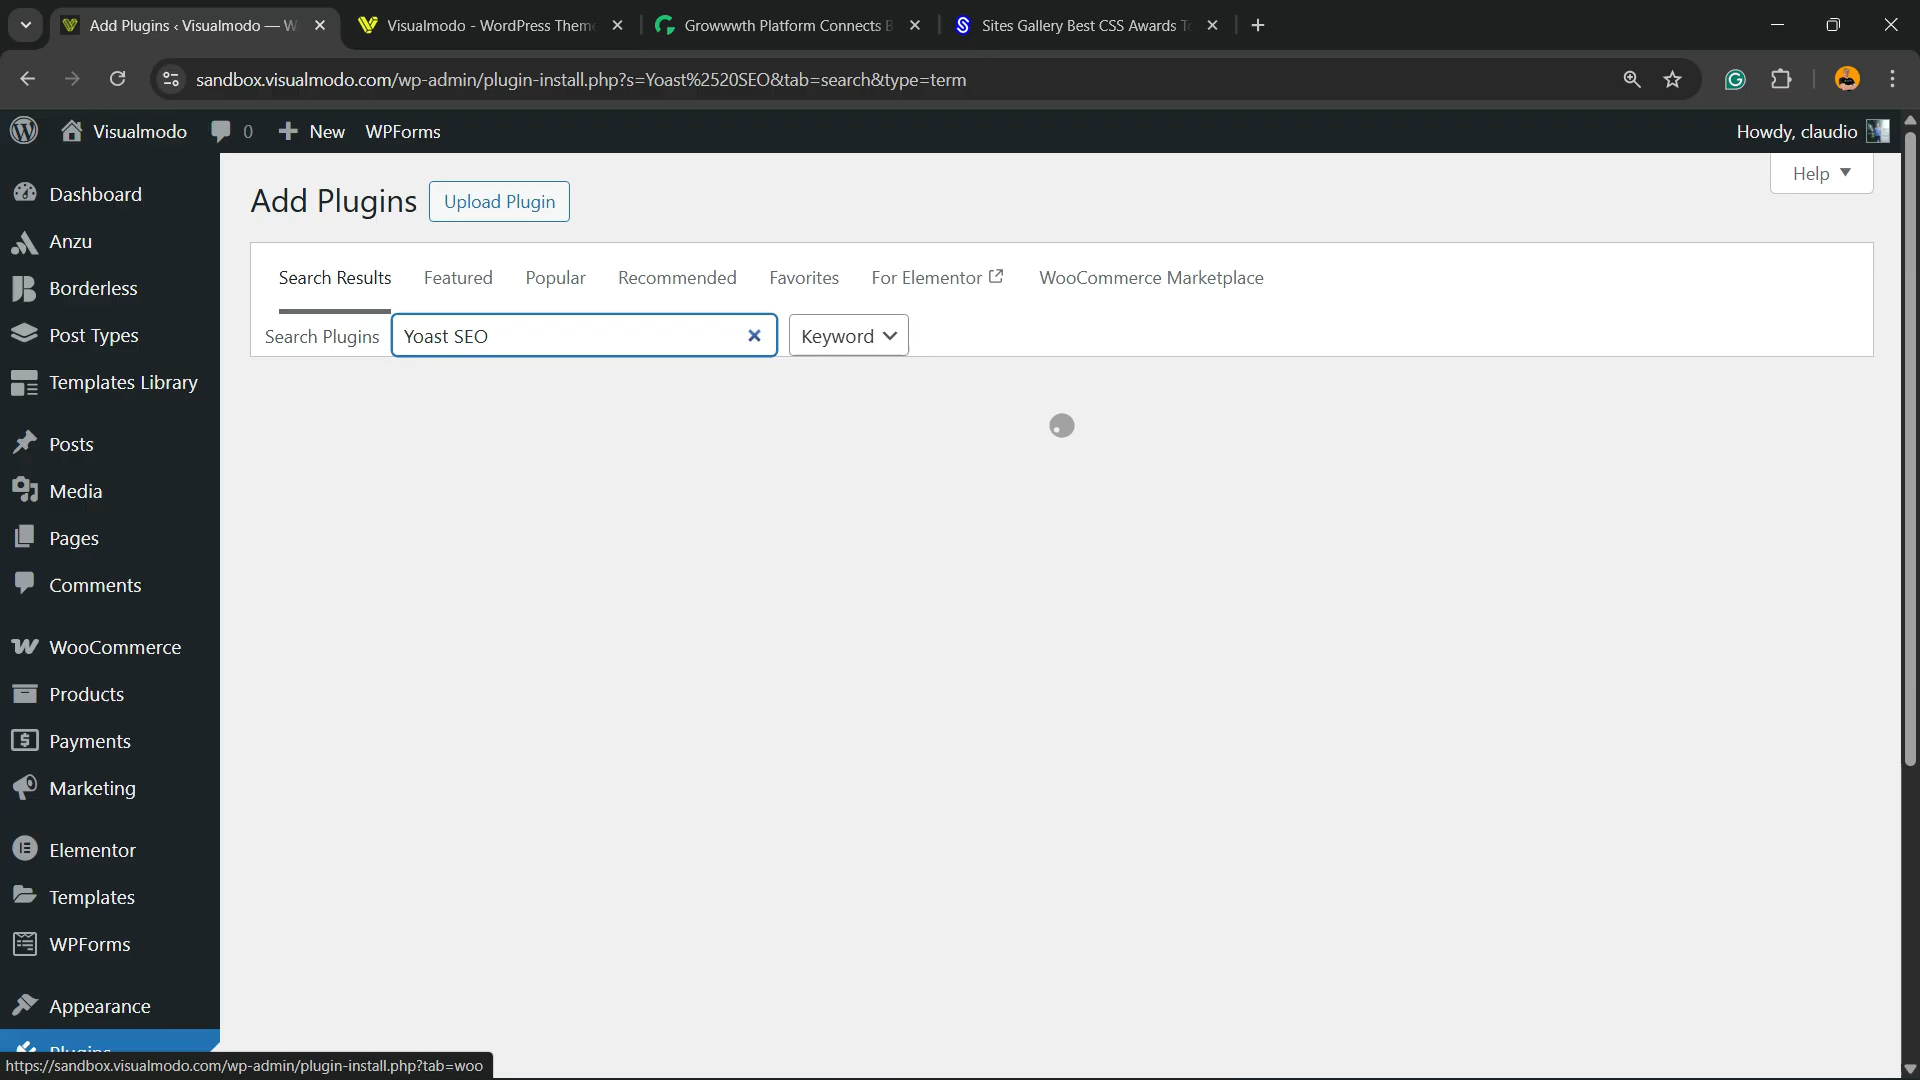 Add Plugins ‹ Visualmodo — W
Visualmodo - WordPress Theme
Growwwth Platform Connects B
Sites Gallery Best CSS Awards To
sandbox.visualmodo.com/wp-admin/plugin-install.php?s=Yoast%2520SEO&tab=search&type=term
Visualmodo
0
New
WPForms
Howdy, claudio
Help
Add Plugins
Upload Plugin
Search Results
Featured
Popular
Recommended
Favorites
For Elementor
WooCommerce Marketplace
Search Plugins
Yoast SEO
Keyword
Dashboard
Anzu
Borderless
Post Types
Templates Library
Posts
Media
Pages
Comments
WooCommerce
Products
Payments
Marketing
Elementor
Templates
WPForms
Appearance
Plugins
https://sandbox.visualmodo.com/wp-admin/plugin-install.php?tab=woo